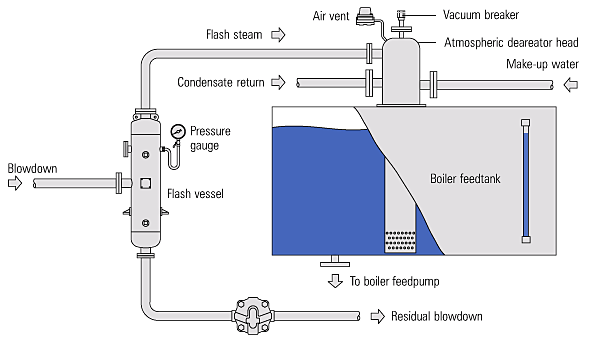 Air vent
Vacuum breaker
Flash steam
Atmospheric deareator head
Make-up water
Condensate return
Pressure
gauge
Blowdown
Flash vessel
Boiler feedtank
To boiler feedpump
Residual blowdown